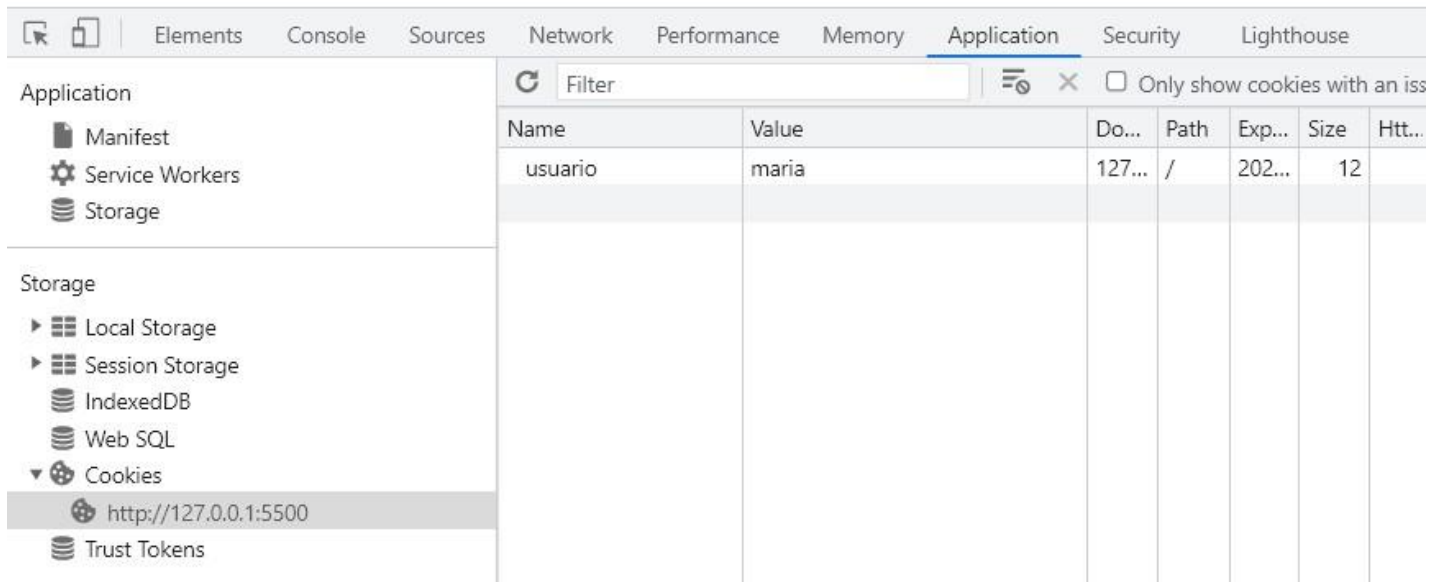 Elements Console Sources Network Performance Memory Application Security Lighthouse
Application
Manifest
Service Workers
Storage
Storage
Local Storage
Session Storage
IndexedDB
Web SQL
Cookies
http://127.0.0.1:5500
Trust Tokens
Filter Only show cookies with an iss
Name Value Do... Path Exp... Size Htt...
usuario maria 127... / 202... 12